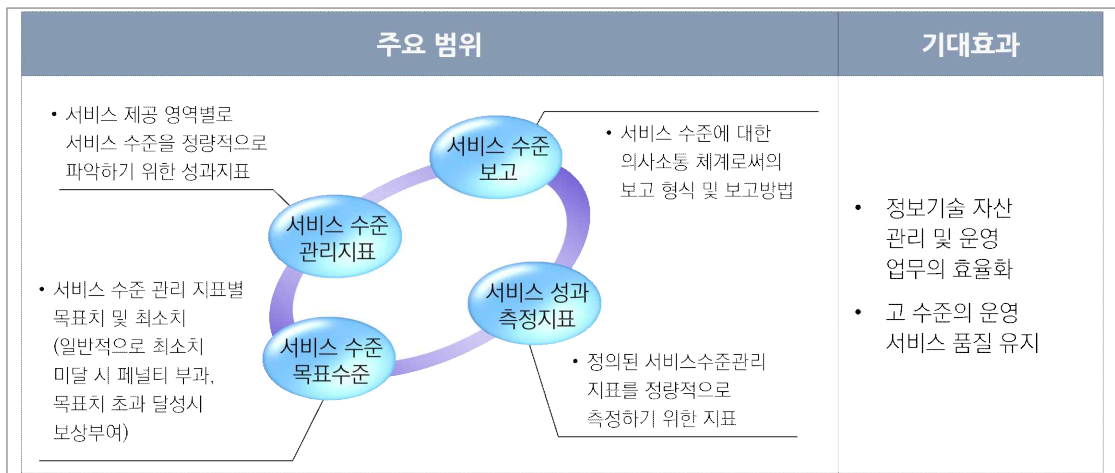 주요 범위
기대효과
• 서비스 제공 영역별로
서비스 수준을 정량적으로
파악하기 위한 성과지표
서비스 수준
보고
• 서비스 수준에 대한
의사소통 체계로써의
보고 형식 및 보고방법
서비스 수준
관리지표
• 서비스 수준 관리 지표별
목표치 및 최소치
(일반적으로 최소치
미달 시 페널티 부과,
목표치 초과 달성시
보상부여)
서비스 성과
측정지표
서비스 수준
목표수준
• 정의된 서비스수준관리
지표를 정량적으로
측정하기 위한 지표
• 정보기술 자산
관리 및 운영
업무의 효율화
• 고 수준의 운영
서비스 품질 유지